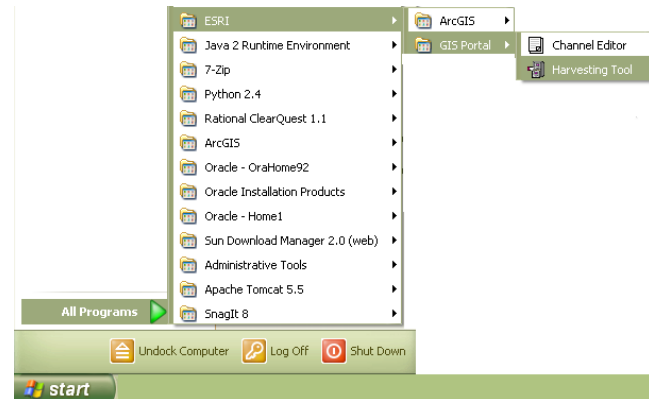 ESRI
Java 2 Runtime Environment
7-Zip
Python 2.4
Rational ClearQuest 1.1
ArcGIS
Oracle - OraHome92
Oracle Installation Products
Oracle - Home1
Sun Download Manager 2.0 (web)
Administrative Tools
Apache Tomcat 5.5
SnagIt 8
ArcGIS
GIS Portal
Channel Editor
Harvesting Tool
All Programs
Undock Computer
Log Off
Shut Down
start